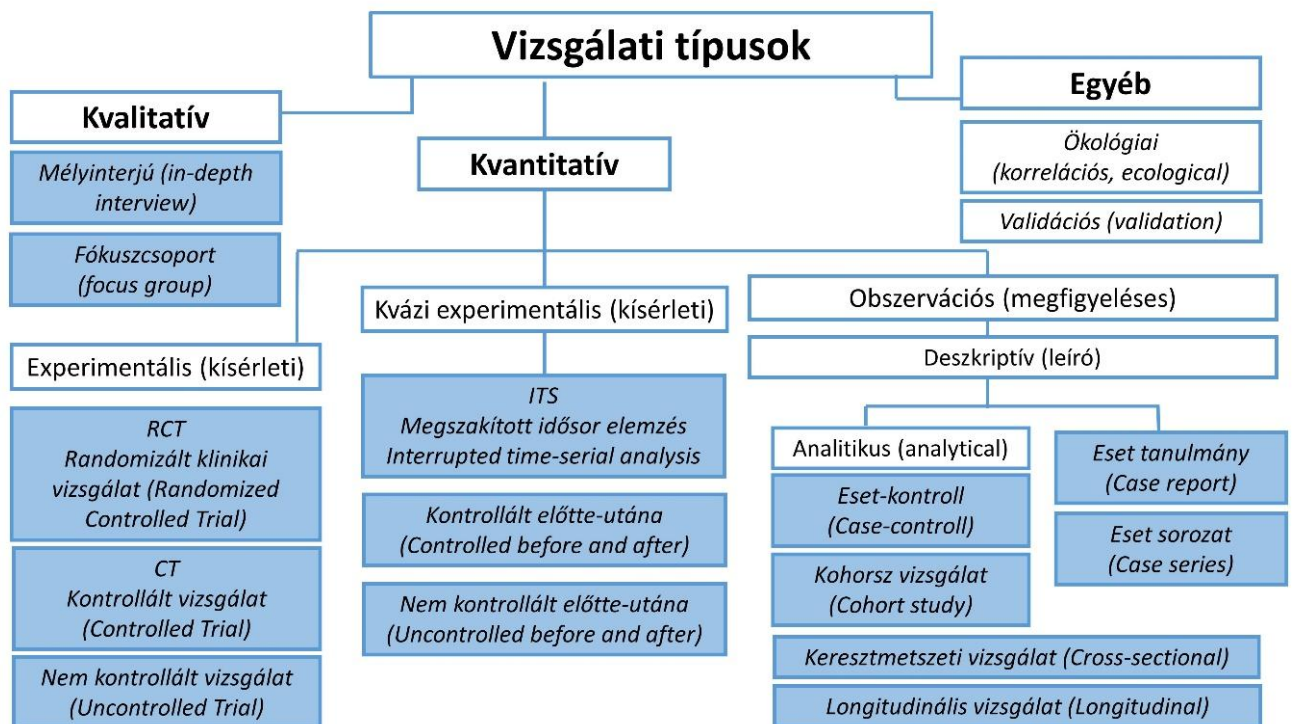 Vizsgálati típusok
Kvalitatív
Mélyinterjú (in-depth
interview)
Fókuszcsoport
(focus group)
Kvantitatív
Egyéb
Ökológiai
(korrelációs, ecological)
Validációs (validation)
Experimentális (kísérleti)
RCT
Randomizált klinikai
vizsgálat (Randomized
Controlled Trial)
CT
Kontrollált vizsgálat
(Controlled Trial)
Nem kontrollált vizsgálat
(Uncontrolled Trial)
Kvázi experimentális (kísérleti)
ITS
Megszakított idősor elemzés
Interrupted time-serial analysis
Kontrollált előtte-utána
(Controlled before and after)
Nem kontrollált előtte-utána
(Uncontrolled before and after)
Obszervációs (megfigyeléses)
Deszkriptív (leíró)
Analitikus (analytical)
Eset-kontroll
(Case-controll)
Kohorsz vizsgálat
(Cohort study)
Eset tanulmány
(Case report)
Eset sorozat
(Case series)
Keresztmetszeti vizsgálat (Cross-sectional)
Longitudinális vizsgálat (Longitudinal)